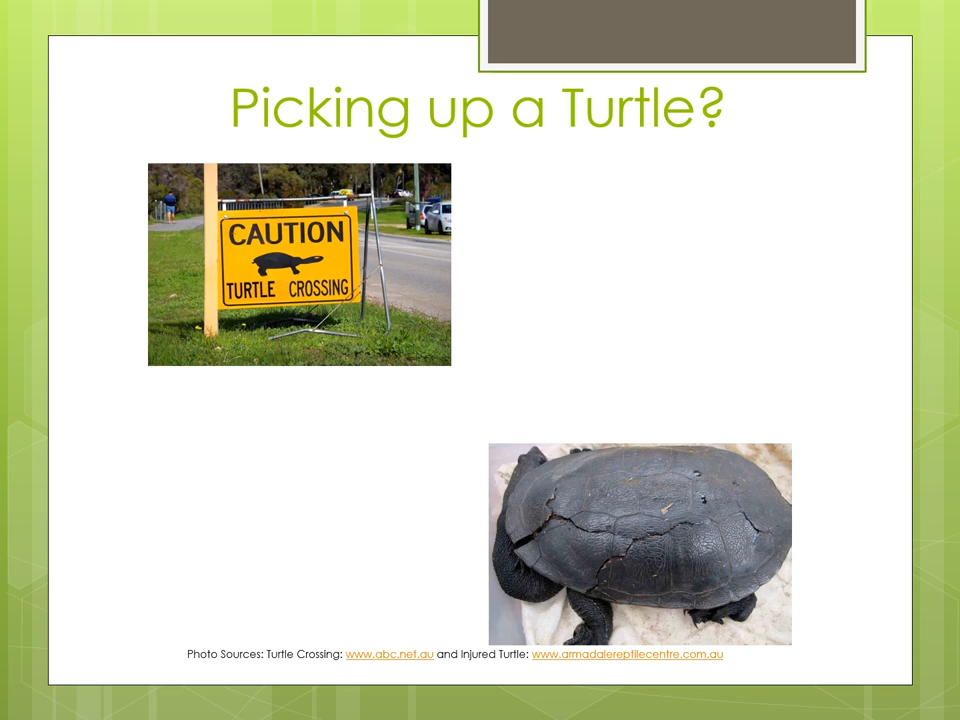 Picking up a Turtle?
CAUTION
TURTLE CROSSING
Photo Sources: Turtle Crossing: www.abc.net.au and Injured Turtle: www.armadalereptilecentre.com.au